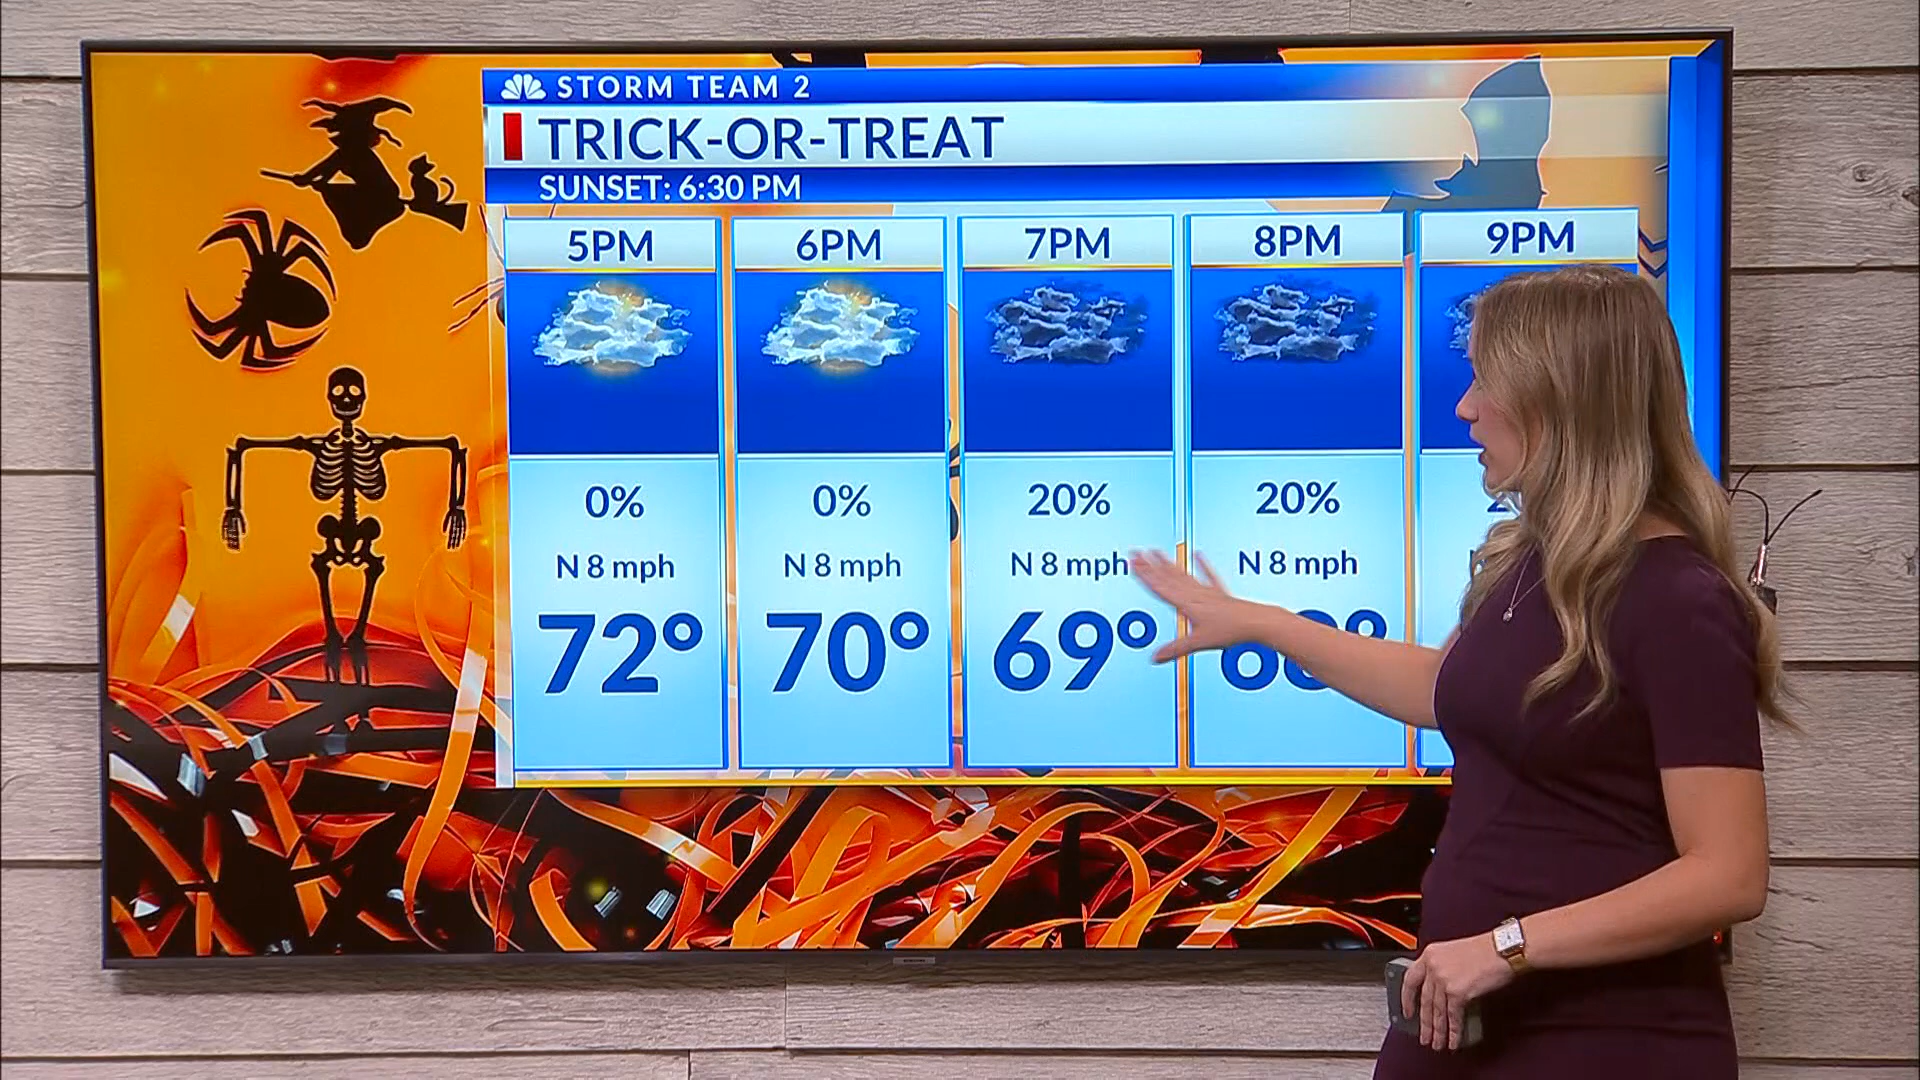 STORM TEAM 2
TRICK-OR-TREAT
SUNSET: 6:30 PM
5PM 6PM 7PM 8PM 9PM
0% 0% 20% 20%
N 8 mph N 8 mph N 8 mph N 8 mph
72° 70° 69° 68°